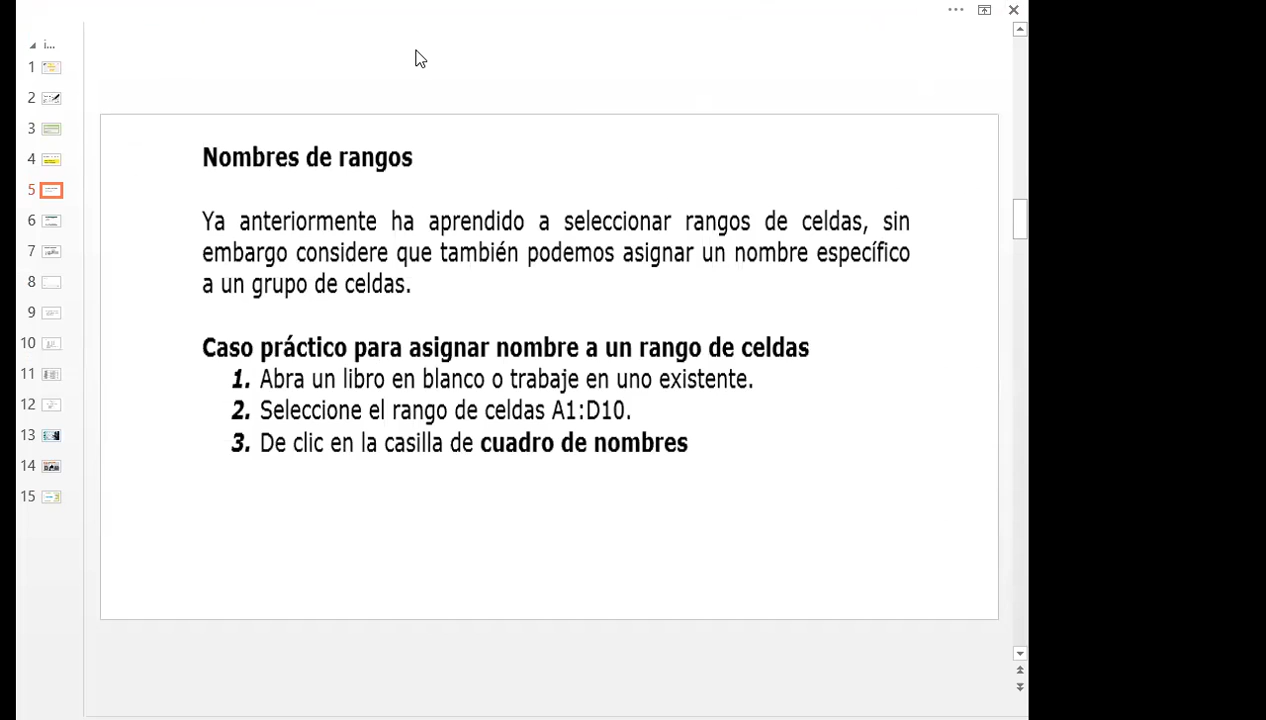 i...
1
2
3
4
5
6
7
8
9
10
11
12
13
14
15
Nombres de rangos
Ya anteriormente ha aprendido a seleccionar rangos de celdas, sin
embargo considere que también podemos asignar un nombre específico
a un grupo de celdas.
Caso práctico para asignar nombre a un rango de celdas
1. Abra un libro en blanco o trabaje en uno existente.
2. Seleccione el rango de celdas A1:D10.
3. De clic en la casilla de cuadro de nombres